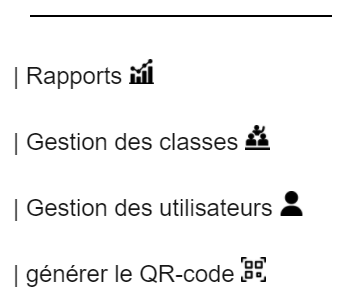 | Rapports
| Gestion des classes
| Gestion des utilisateurs
| générer le QR-code